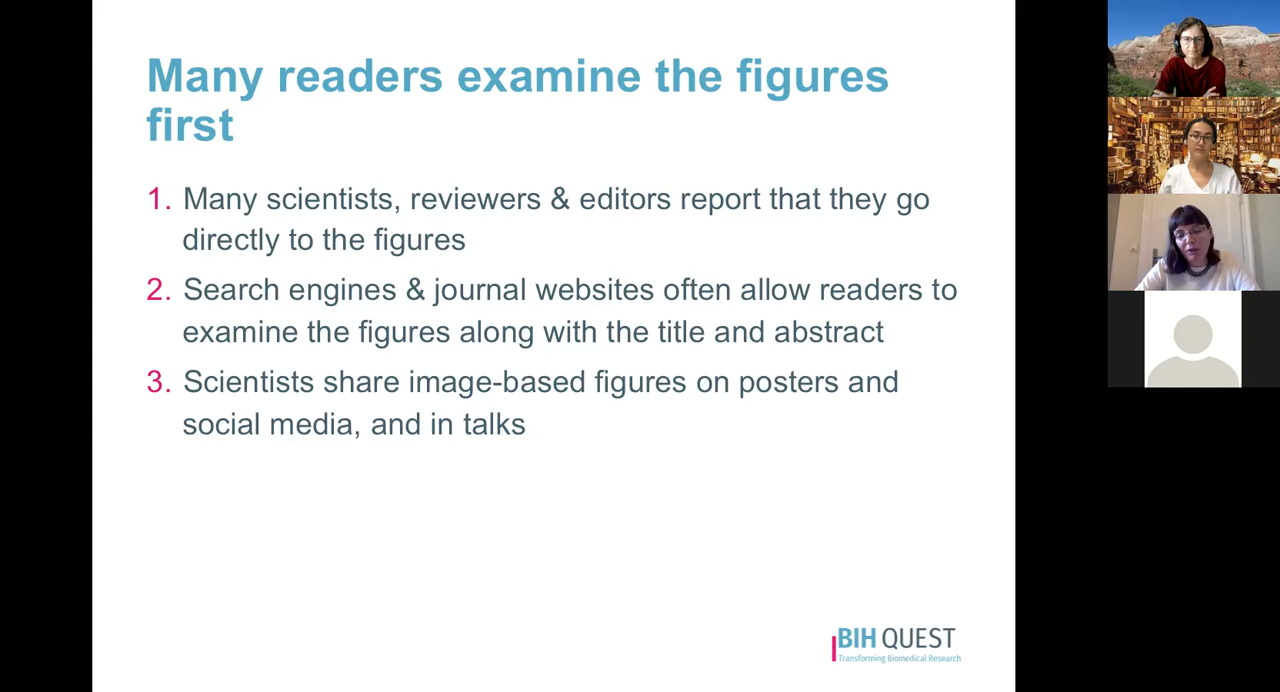 Many readers examine the figures
first
1. Many scientists, reviewers & editors report that they go
directly to the figures
2. Search engines & journal websites often allow readers to
examine the figures along with the title and abstract
3. Scientists share image-based figures on posters and
social media, and in talks
BIH QUEST
Transforming Biomedical Research